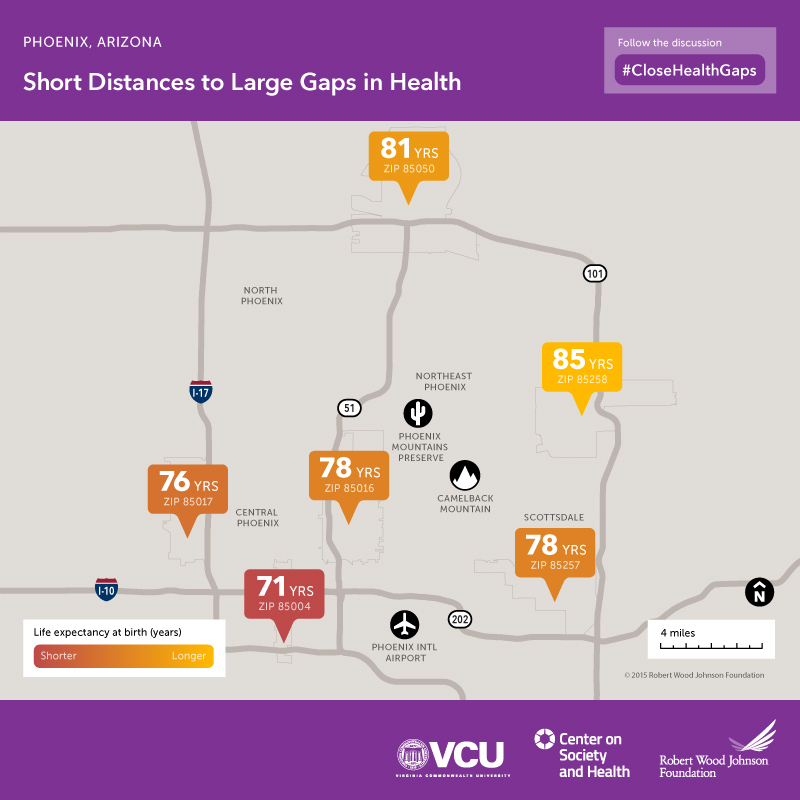 PHOENIX, ARIZONA
Short Distances to Large Gaps in Health
Follow the discussion
#CloseHealthGaps
81 YRS
ZIP 85050
101
NORTH
PHOENIX
85 YRS
ZIP 85258
NORTHEAST
PHOENIX
I-17
51
PHOENIX
MOUNTAINS
PRESERVE
78 YRS
ZIP 85016
76 YRS
ZIP 85017
CAMELBACK
MOUNTAIN
CENTRAL
PHOENIX
SCOTTSDALE
78 YRS
ZIP 85257
71 YRS
ZIP 85004
I-10
N
202
PHOENIX INTL
AIRPORT
Life expectancy at birth (years)
Shorter Longer
4 miles
© 2015 Robert Wood Johnson Foundation
VCU
VIRGINIA COMMONWEALTH UNIVERSITY
Center on
Society
and Health
Robert Wood Johnson
Foundation